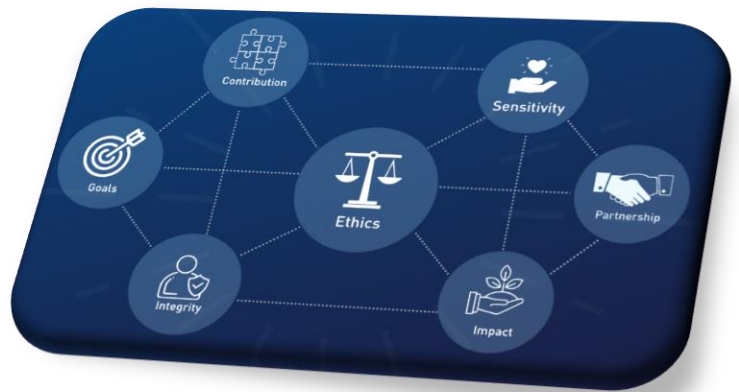 Contribution
Sensitivity
Goals
Ethics
Partnership
Integrity
Impact